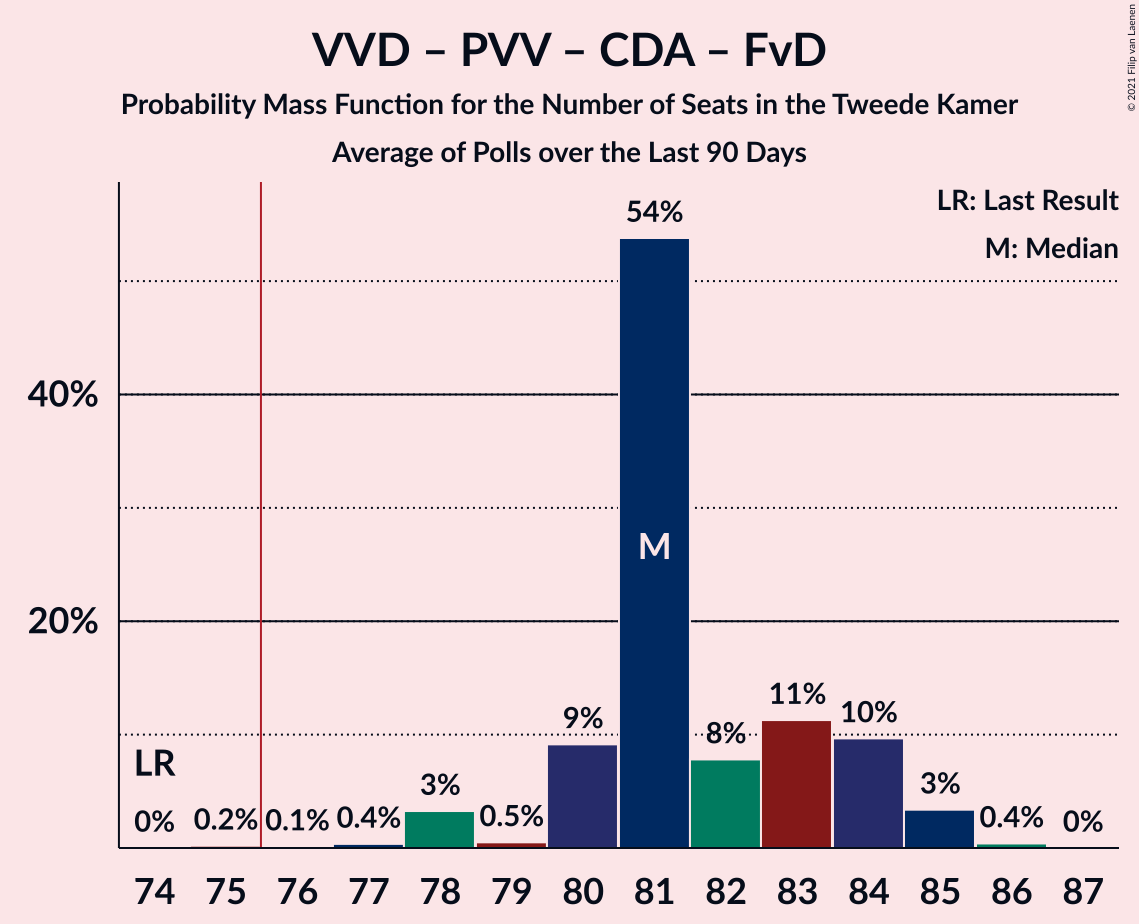 VVD – PVV – CDA – FvD
Probability Mass Function for the Number of Seats in the Tweede Kamer
Average of Polls over the Last 90 Days
© 2021 Filip van Laenen
LR: Last Result
M: Median
40%
20%
LR
M
0% 0.2% 0.1% 0.4% 3% 0.5% 9% 54% 8% 11% 10% 3% 0.4% 0%
74 75 76 77 78 79 80 81 82 83 84 85 86 87